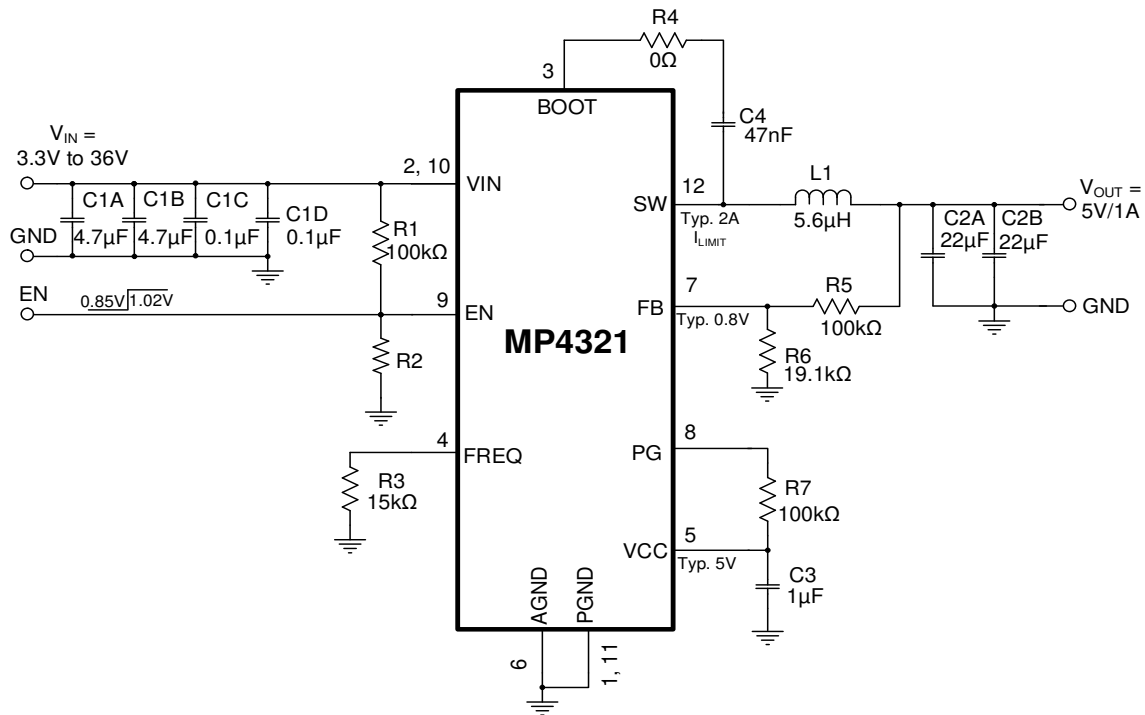 R4
0Ω
3
BOOT
C4
47nF
V_IN =
3.3V to 36V
2, 10
VIN
C1A
4.7µF
C1B
4.7µF
C1C
0.1µF
C1D
0.1µF
GND
R1
100kΩ
12
SW
Typ. 2A
I_LIMIT
L1
5.6µH
V_OUT =
5V/1A
C2A
22µF
C2B
22µF
EN
0.85V
1.02V
9
EN
7
FB
Typ. 0.8V
R5
100kΩ
GND
MP4321
R2
R6
19.1kΩ
4
FREQ
R3
15kΩ
8
PG
R7
100kΩ
5
VCC
Typ. 5V
C3
1µF
AGND
PGND
6
1, 11